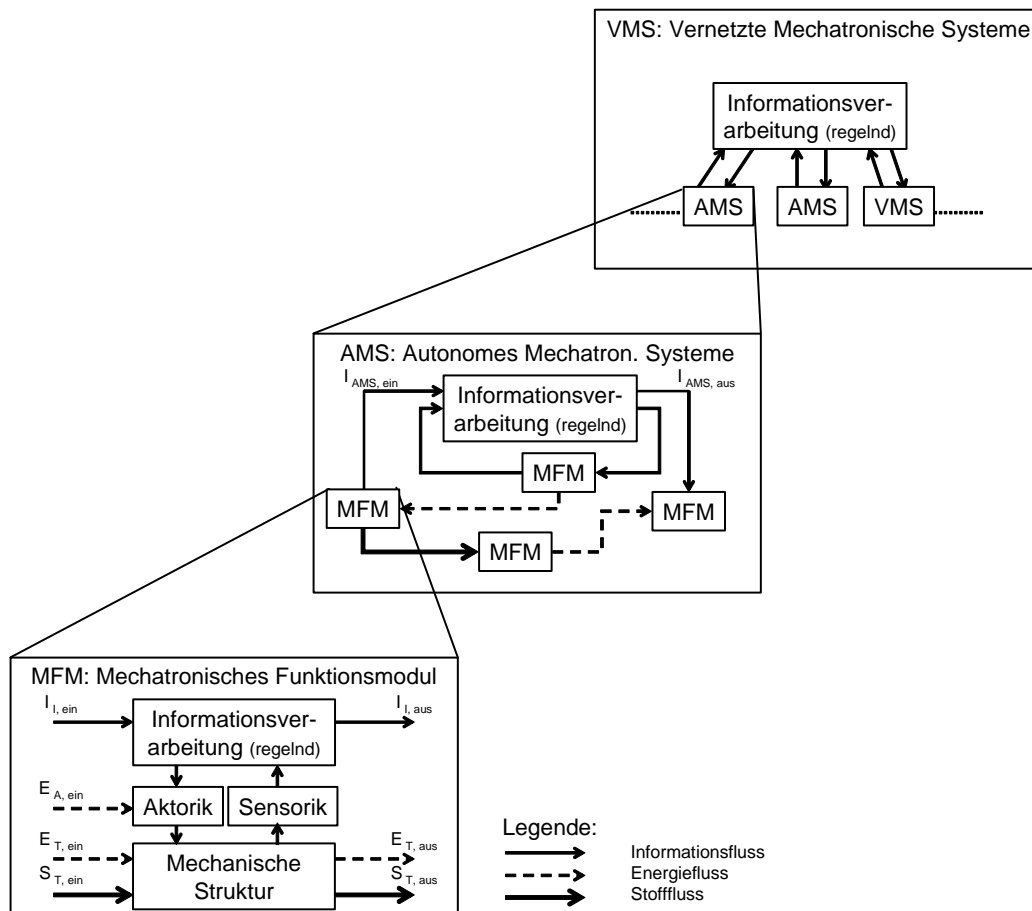 VMS: Vernetzte Mechatronische Systeme
Informationsver-
arbeitung (regelnd)
AMS
AMS
VMS
AMS: Autonomes Mechatron. Systeme
I AMS, ein
I AMS, aus
Informationsver-
arbeitung (regelnd)
MFM
MFM
MFM
MFM
MFM: Mechatronisches Funktionsmodul
I I, ein
I I, aus
Informationsver-
arbeitung (regelnd)
E A, ein
Aktorik
Sensorik
E T, ein
E T, aus
Mechanische
Struktur
S T, ein
S T, aus
Legende:
Informationsfluss
Energiefluss
Stofffluss